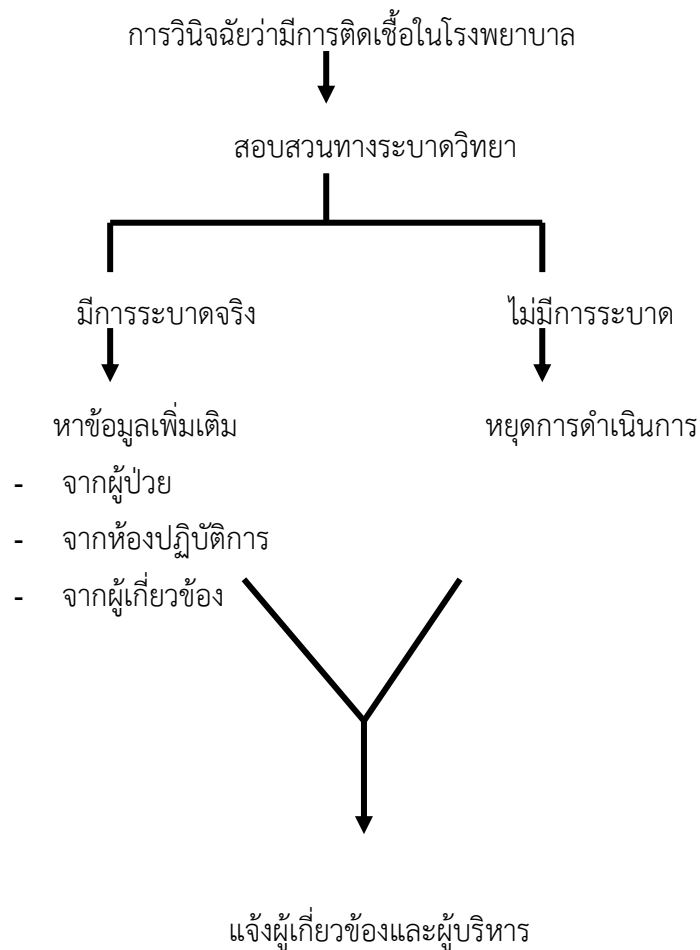 การวินิจฉัยว่ามีการติดเชื้อในโรงพยาบาล
สอบสวนทางระบาดวิทยา
มีการระบาดจริง
ไม่มีการระบาด
หาข้อมูลเพิ่มเติม
หยุดการดำเนินการ
- จากผู้ป่วย
- จากห้องปฏิบัติการ
- จากผู้เกี่ยวข้อง
แจ้งผู้เกี่ยวข้องและผู้บริหาร